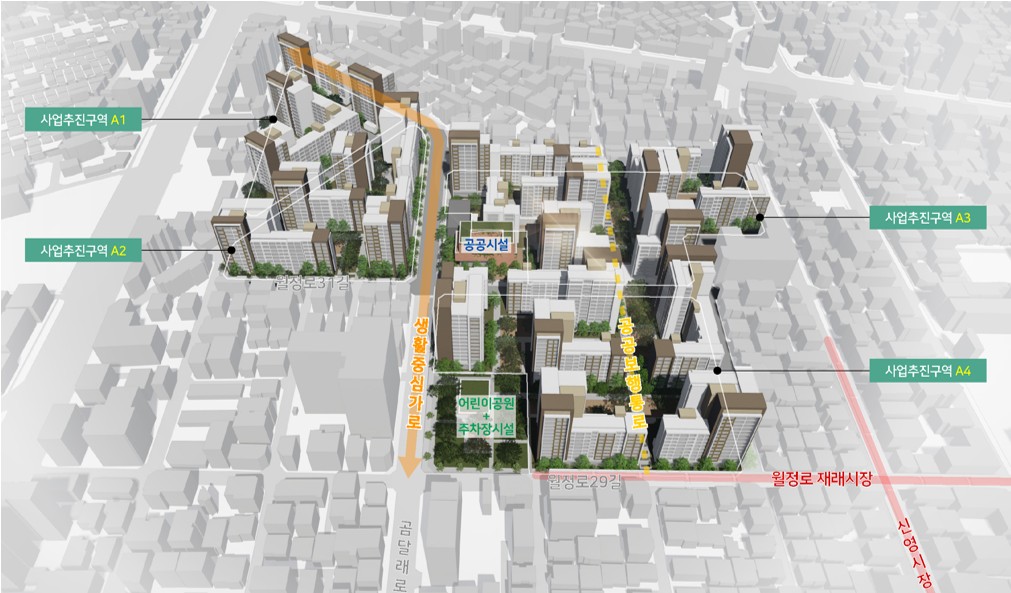 사업추진구역 A1
사업추진구역 A3
공공시설
사업추진구역 A2
월정로31길
생활중심가로
공공보행통로
사업추진구역 A4
어린이공원
+
주차장시설
월정로 재래시장
월정로29길
곰달래로
신영시장